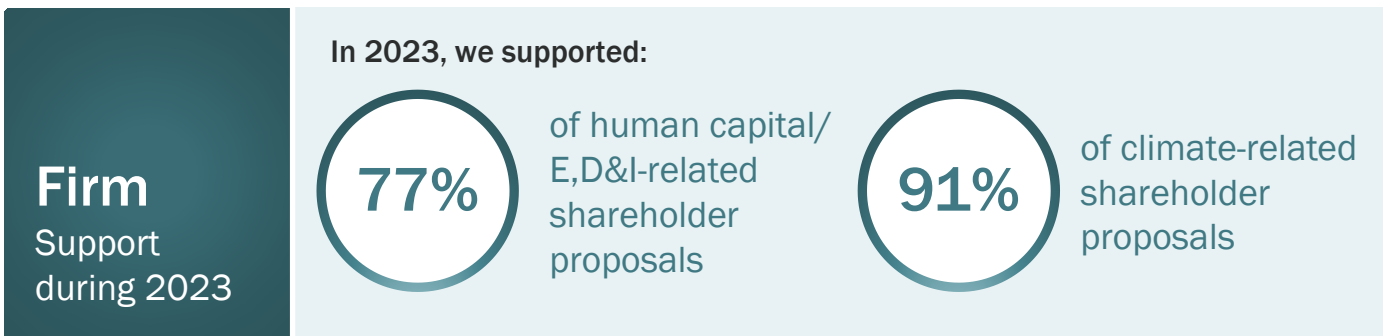 Firm
Support
during 2023
In 2023, we supported:
77%
of human capital/
E,D&I-related
shareholder
proposals
91%
of climate-related
shareholder
proposals